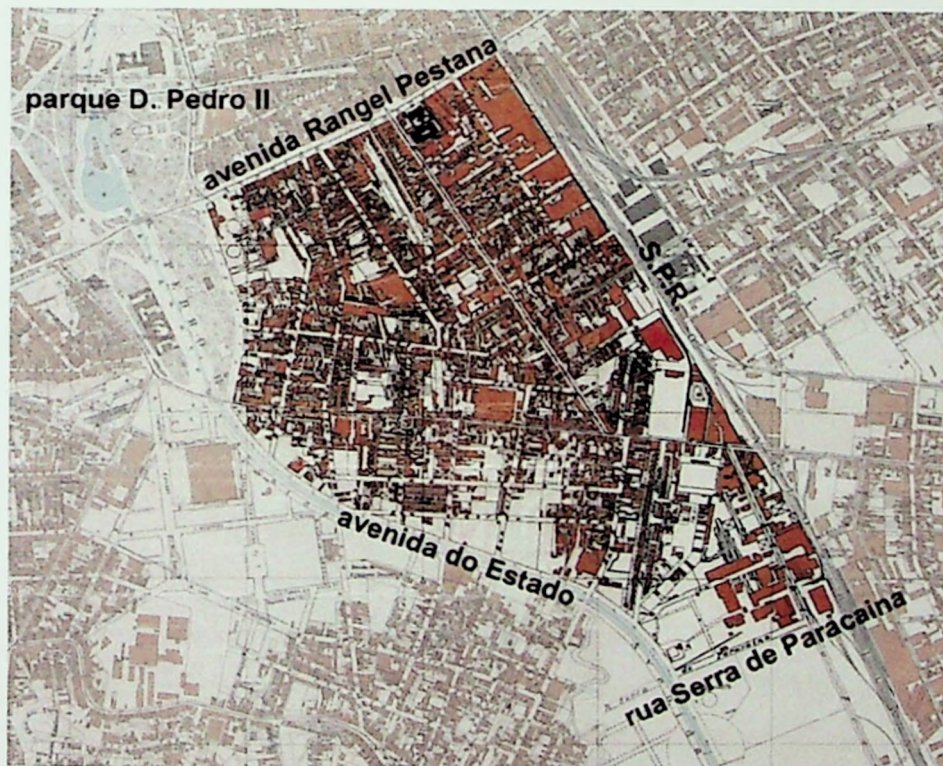 parque D. Pedro II
avenida Rangel Pestana
S.P.R.
avenida do Estado
rua Serra de Paracaina